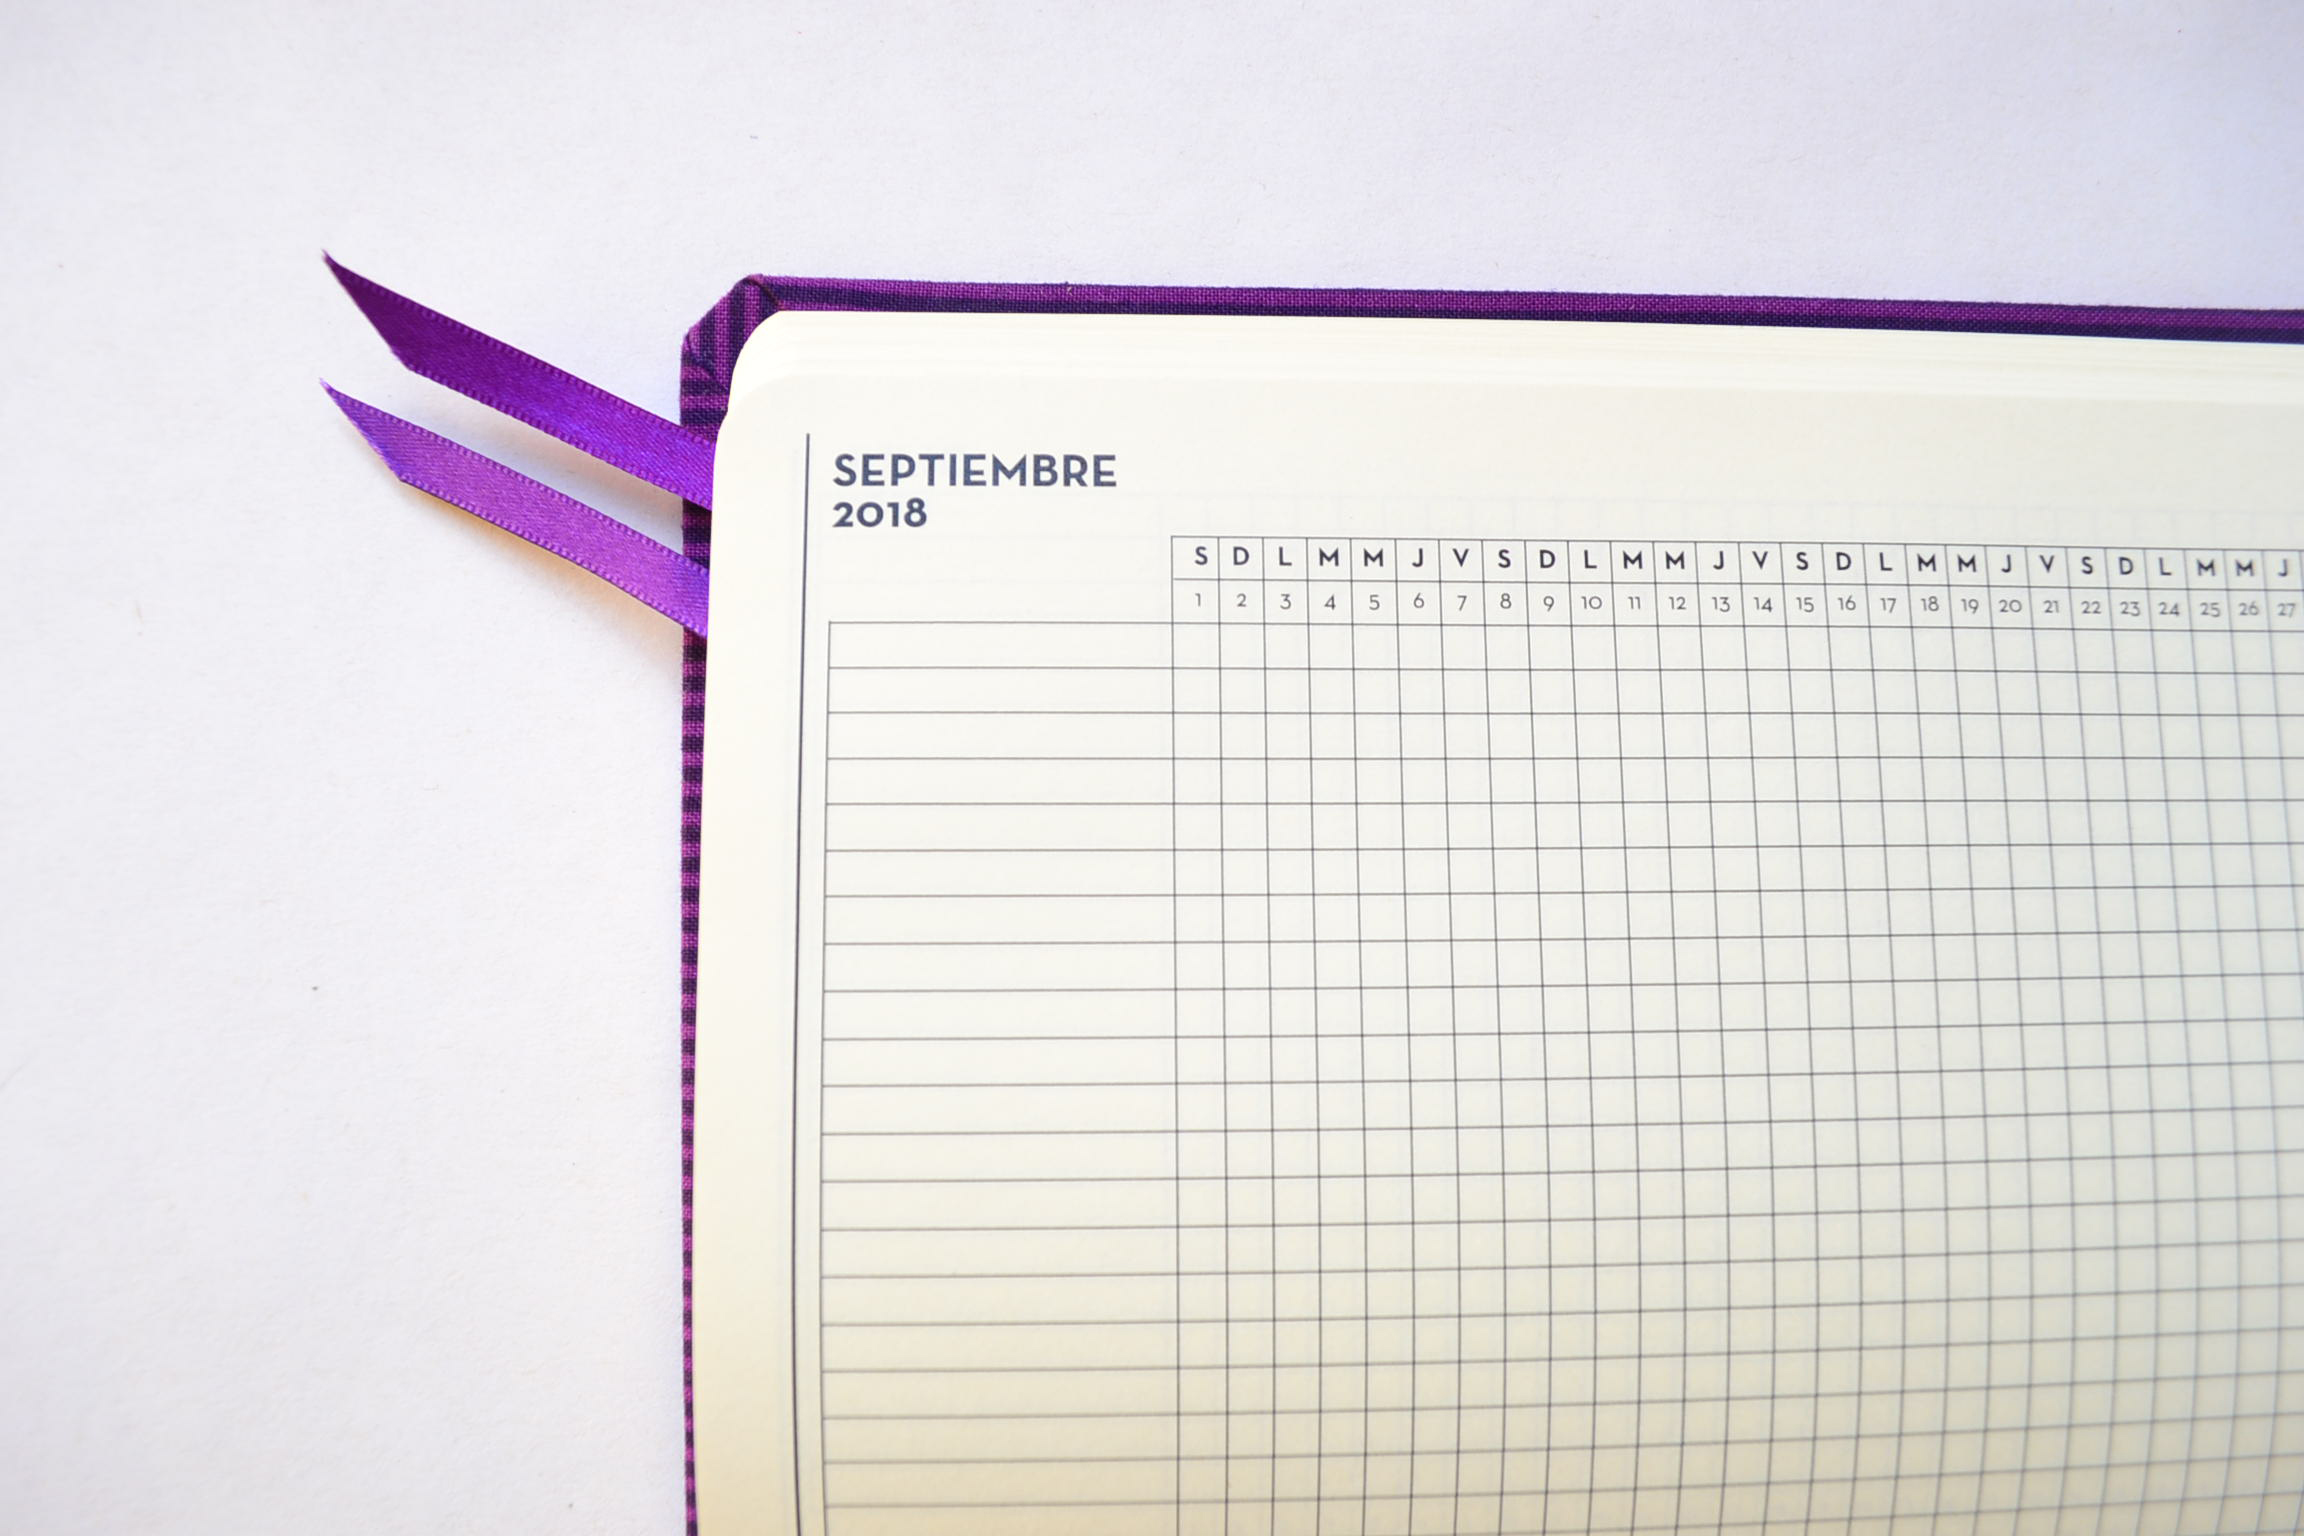 SEPTIEMBRE
2018
S D L M M J V S D L M M J V S D L M M J V S D L M M J
1 2 3 4 5 6 7 8 9 10 11 12 13 14 15 16 17 18 19 20 21 22 23 24 25 26 27